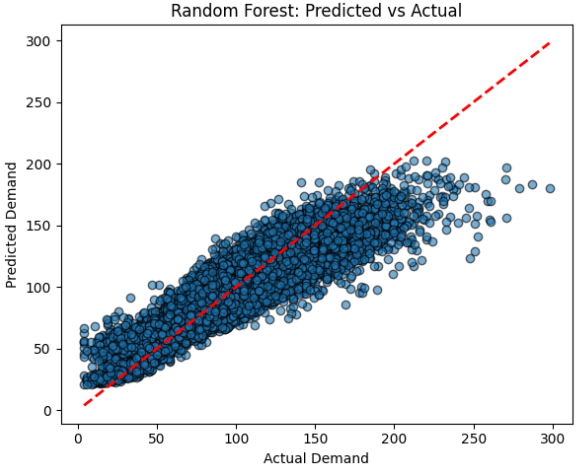 Random Forest: Predicted vs Actual
300
250
200
150
100
50
0
Predicted Demand
0 50 100 150 200 250 300
Actual Demand